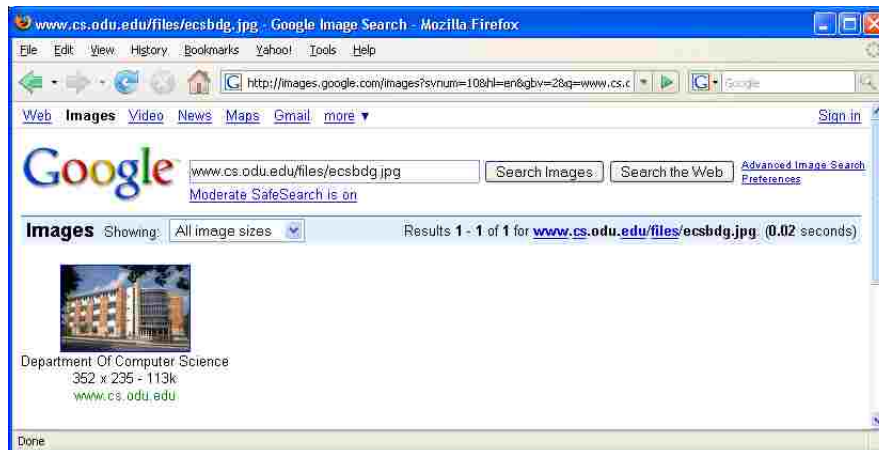 www.cs.odu.edu/files/ecsbdg.jpg - Google Image Search - Mozilla Firefox
File Edit View History Bookmarks Yahoo! Tools Help
G http://images.google.com/images?svnum=10&hl=en&gbv=2&q=www.cs.c G Google
Web Images Video News Maps Gmail more ▼ Sign in
Google www.cs.odu.edu/files/ecsbdg.jpg Search Images Search the Web Advanced Image Search
Preferences
Moderate SafeSearch is on
Images Showing: All image sizes Results 1 - 1 of 1 for www.cs.odu.edu/files/ecsbdg.jpg. (0.02 seconds)
Department Of Computer Science
352 x 235 - 113k
www.cs.odu.edu
Done